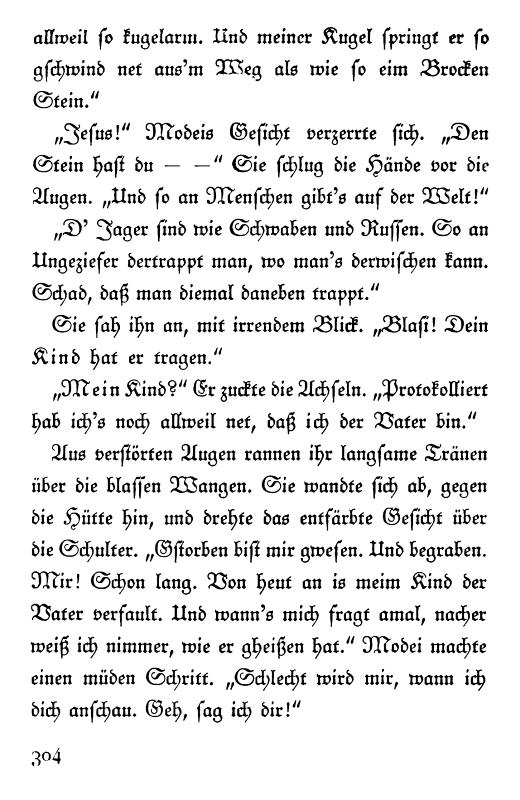 allweil so kugelarm. Und meiner Kugel springt er so
gschwind net aus'm Weg als wie so eim Brocken
Stein.“
„Jesus!“ Modeis Gesicht verzerrte sich. „Den
Stein hast du — —“ Sie schlug die Hände vor die
Augen. „Und so an Menschen gibt's auf der Welt!“
„D' Jager sind wie Schwaben und Russen. So an
Ungeziefer dertrappt man, wo man's derwischen kann.
Schad, daß man diemal daneben trappt.“
Sie sah ihn an, mit irrendem Blick. „Blasi! Dein
Kind hat er tragen.“
„Mein Kind?“ Er zuckte die Achseln. „Protokolliert
hab ich's noch allweil net, daß ich der Vater bin.“
Aus verstörten Augen rannen ihr langsame Tränen
über die blassen Wangen. Sie wandte sich ab, gegen
die Hütte hin, und drehte das entfärbte Gesicht über
die Schulter. „Gstorben bist mir gwesen. Und begraben.
Mir! Schon lang. Von heut an is meim Kind der
Vater verfault. Und wann's mich fragt amal, nacher
weiß ich nimmer, wie er gheißen hat.“ Modei machte
einen müden Schritt. „Schlecht wird mir, wann ich
dich anschau. Geh, sag ich dir!“
304